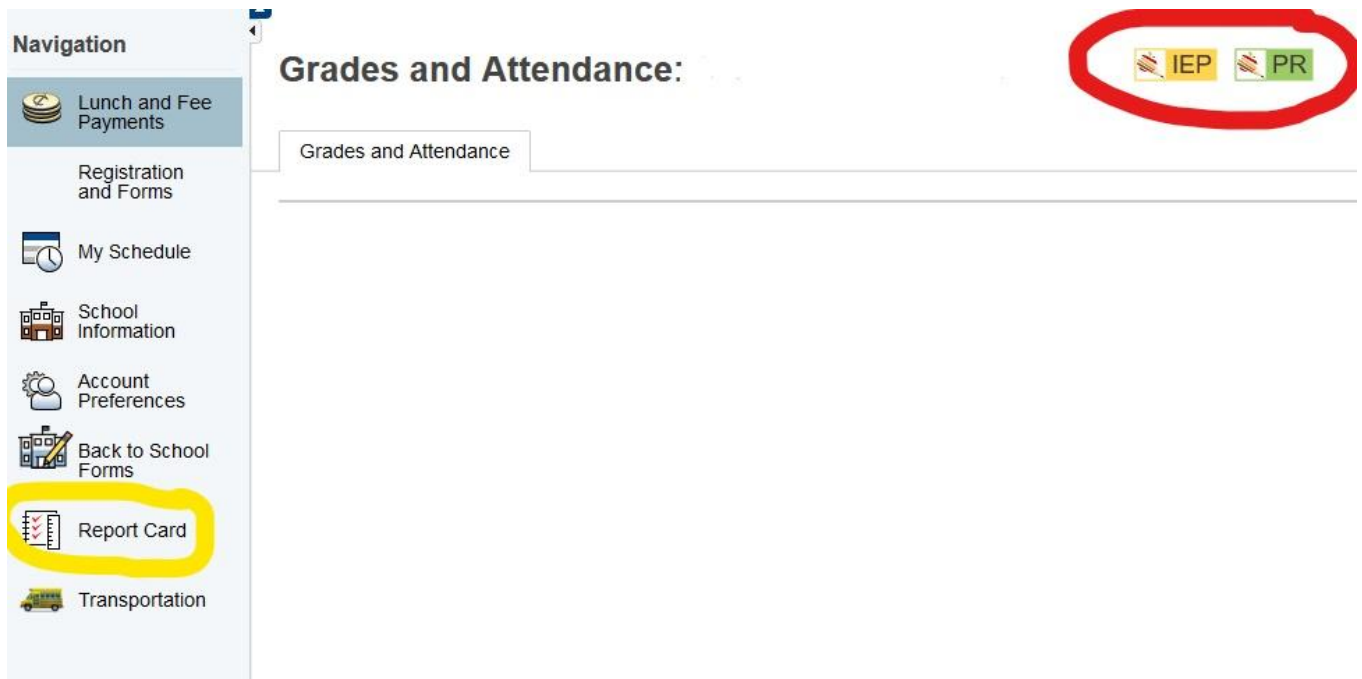 Navigation
Lunch and Fee
Payments
Registration
and Forms
My Schedule
School
Information
Account
Preferences
Back to School
Forms
Report Card
Transportation
Grades and Attendance:
IEP PR
Grades and Attendance